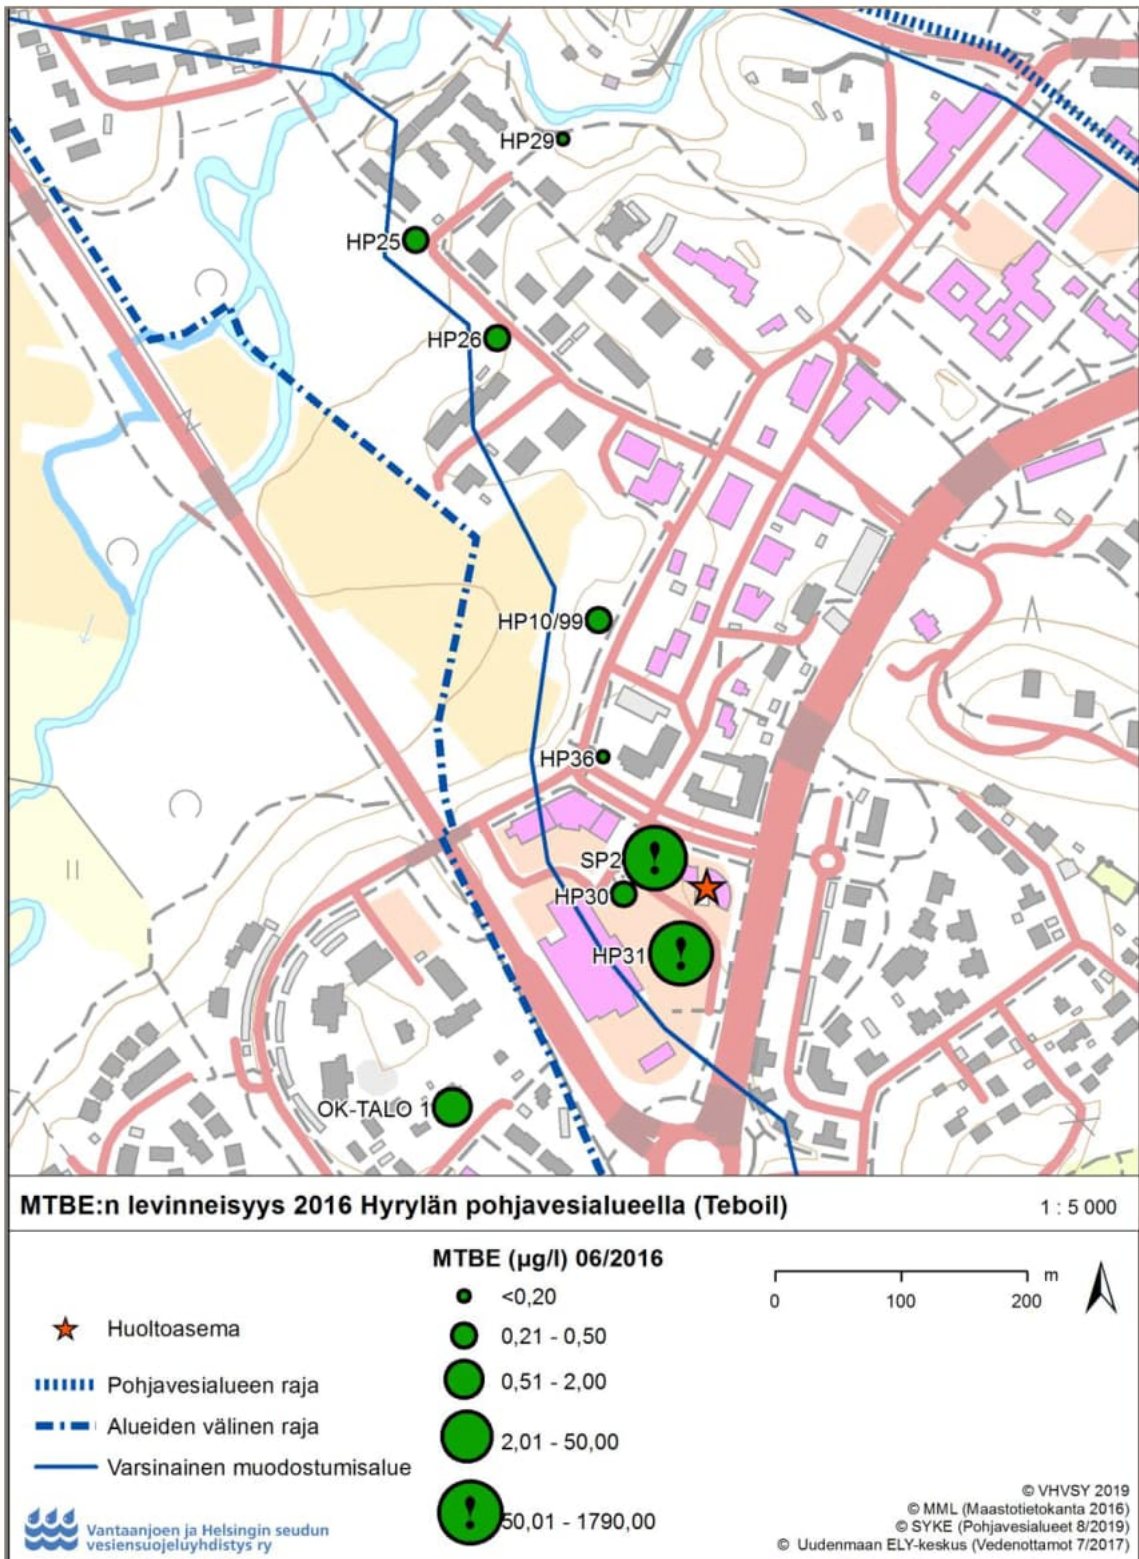 HP29
HP25
HP26
HP10/99
HP36
SP2
HP30
HP31
OK-TALO 1
MTBE:n levinneisyys 2016 Hyrylän pohjavesialueella (Teboil)
1 : 5 000
MTBE (µg/l) 06/2016
<0,20
0,21 - 0,50
0,51 - 2,00
2,01 - 50,00
50,01 - 1790,00
Huoltoasema
Pohjavesialueen raja
Alueiden välinen raja
Varsinainen muodostumisalue
m
0 100 200
Vantaanjoen ja Helsingin seudun
vesiensuojeluyhdistys ry
© VHVSY 2019
© MML (Maastotietokanta 2016)
© SYKE (Pohjavesialueet 8/2019)
© Uudenmaan ELY-keskus (Vedenottamot 7/2017)